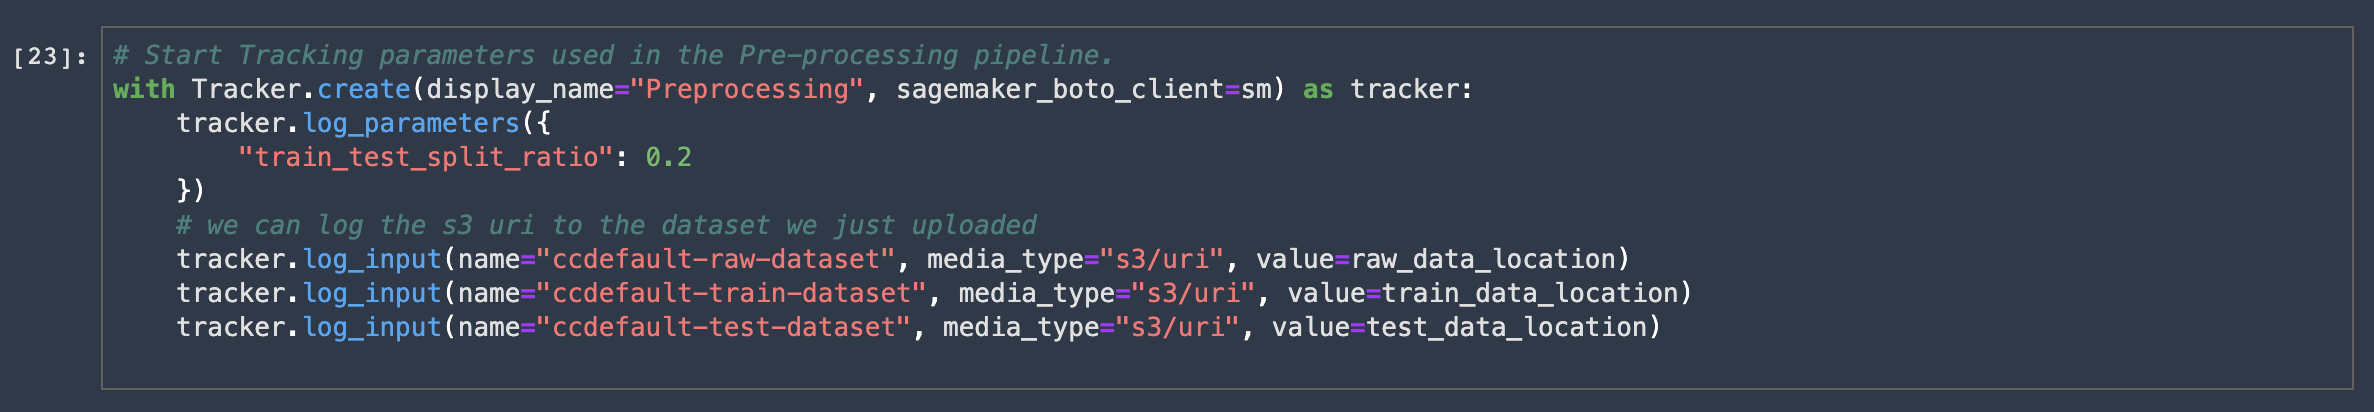 [23]: # Start Tracking parameters used in the Pre-processing pipeline.
with Tracker.create(display_name="Preprocessing", sagemaker_boto_client=sm) as tracker:
    tracker.log_parameters({
        "train_test_split_ratio": 0.2
    })
    # we can log the s3 uri to the dataset we just uploaded
    tracker.log_input(name="ccdefault-raw-dataset", media_type="s3/uri", value=raw_data_location)
    tracker.log_input(name="ccdefault-train-dataset", media_type="s3/uri", value=train_data_location)
    tracker.log_input(name="ccdefault-test-dataset", media_type="s3/uri", value=test_data_location)